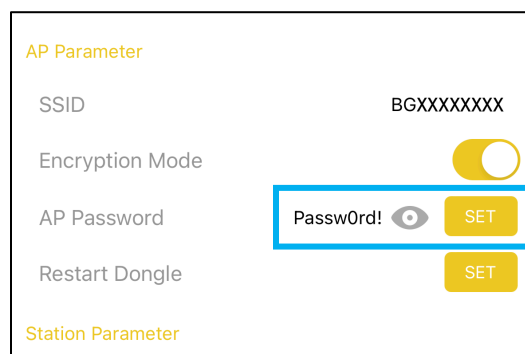 AP Parameter
SSID BGXXXXXXXX
Encryption Mode
AP Password Passw0rd! SET
Restart Dongle SET
Station Parameter